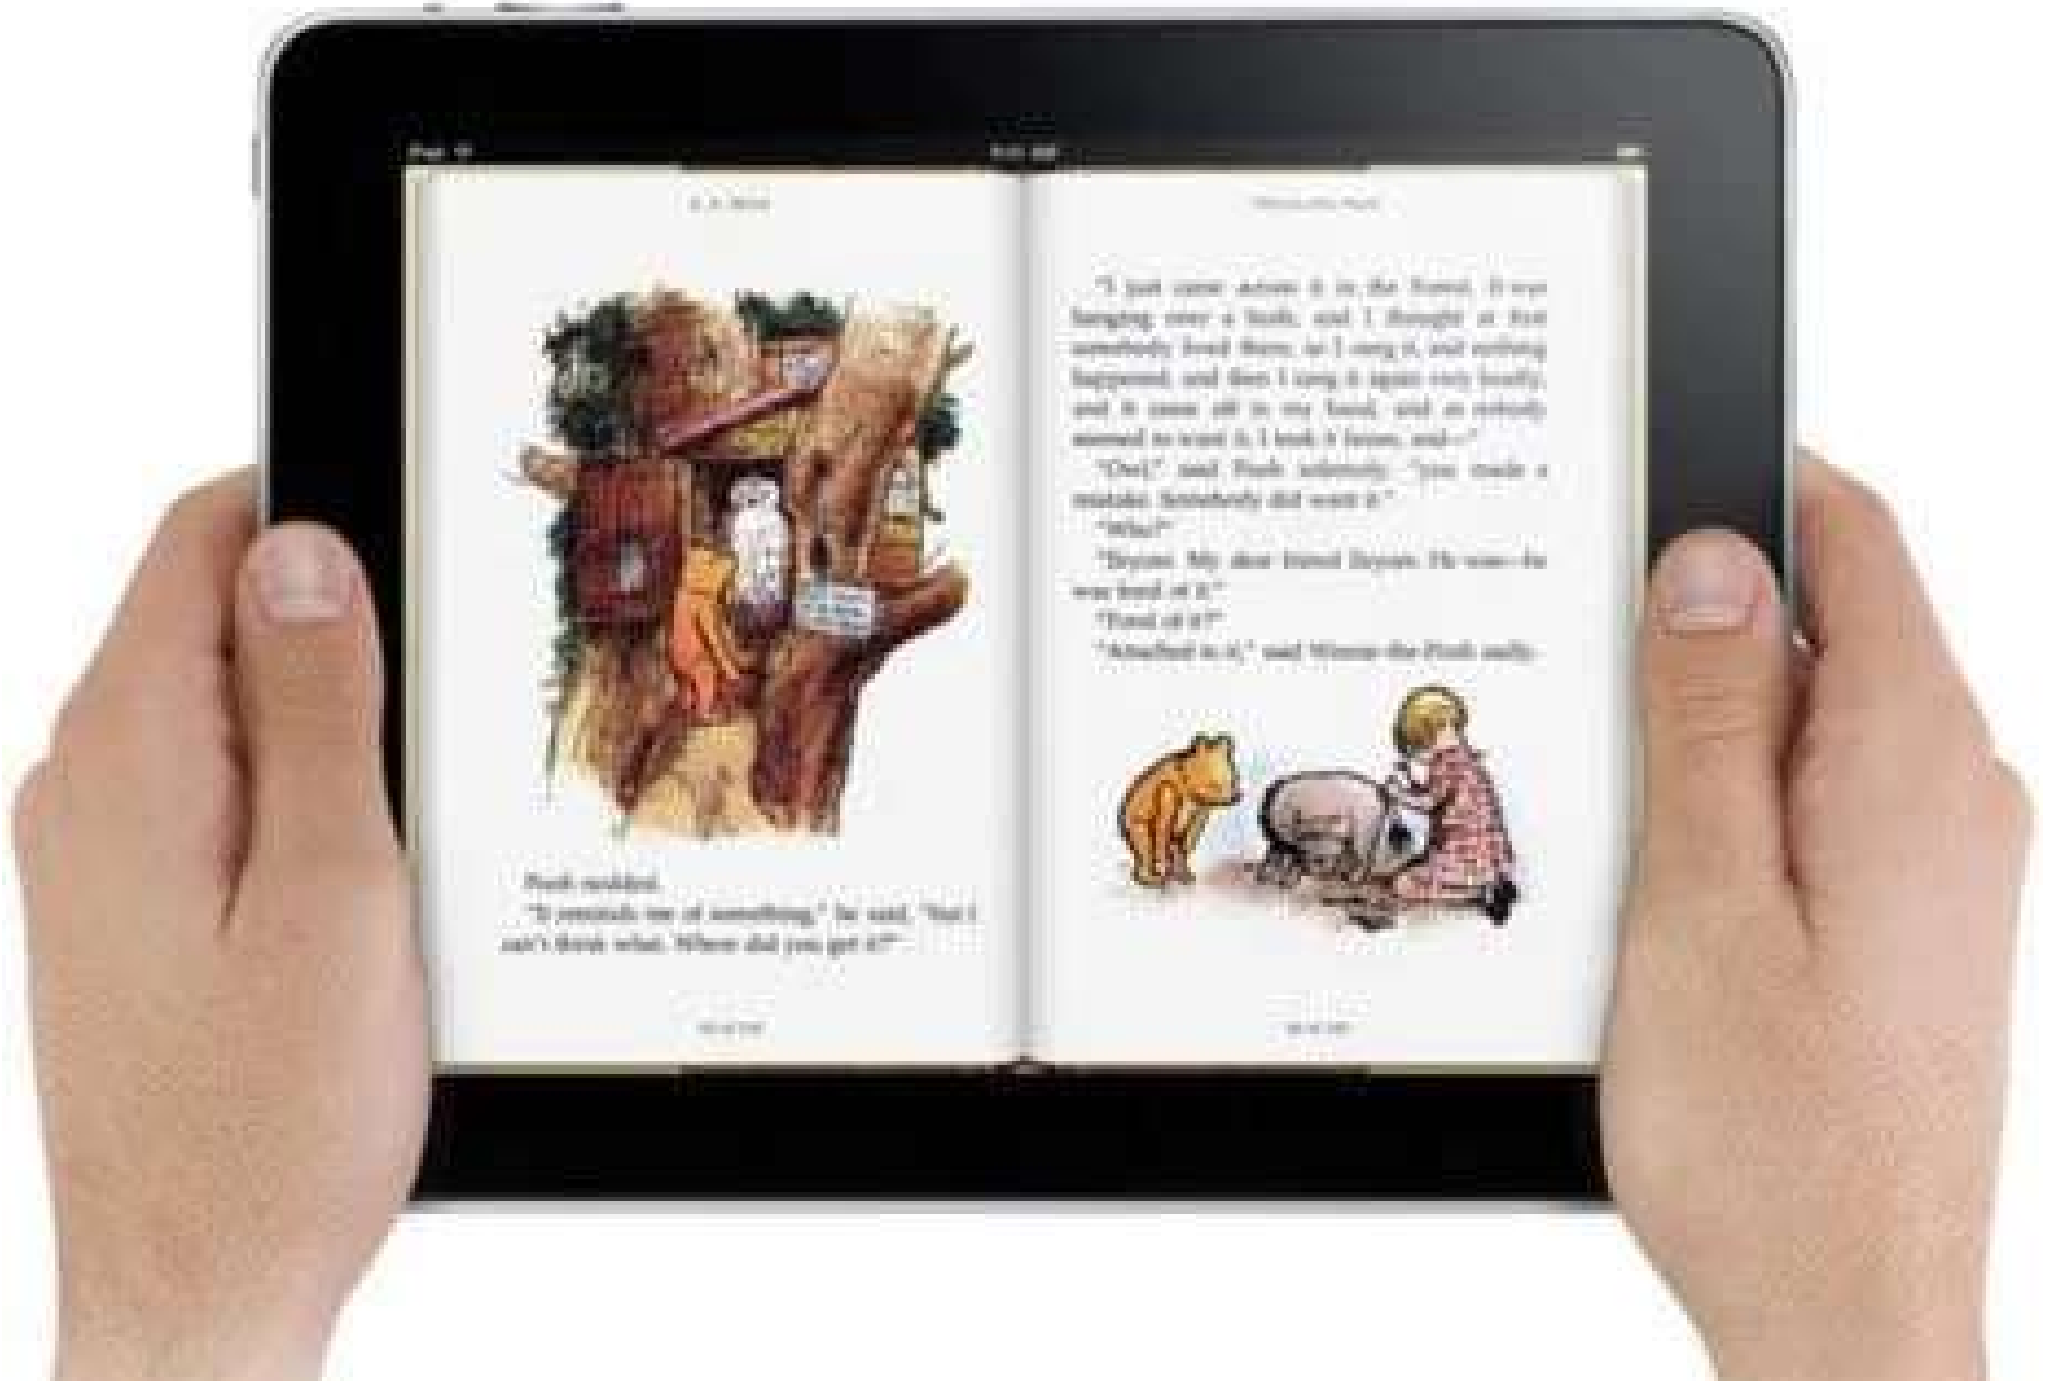 iPad
A. A. Milne
Pooh nodded.
"It reminds me of something," he said, "but I
can't think what. Where did you get it?"
Winnie-the-Pooh
"I just came across it in the Forest. It was
hanging over a bush, and I thought at first
somebody lived there, so I rang it, and nothing
happened, and then I rang it again very loudly,
and it came off in my hand, and as nobody
seemed to want it, I took it home, and—"
"Owl," said Pooh solemnly, "you made a
mistake. Somebody did want it."
"Who?"
"Eeyore. My dear friend Eeyore. He was—he
was fond of it."
"Fond of it?"
"Attached to it," said Winnie-the-Pooh sadly.